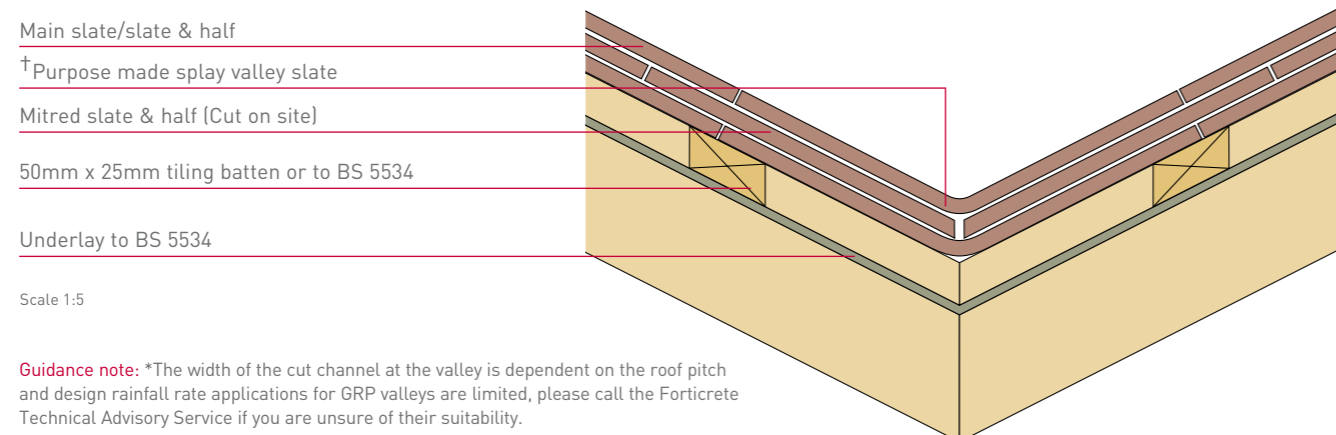 Main slate/slate & half
†Purpose made splay valley slate
Mitred slate & half (Cut on site)
50mm x 25mm tiling batten or to BS 5534
Underlay to BS 5534
Scale 1:5
Guidance note: *The width of the cut channel at the valley is dependent on the roof pitch
and design rainfall rate applications for GRP valleys are limited, please call the Forticrete
Technical Advisory Service if you are unsure of their suitability.